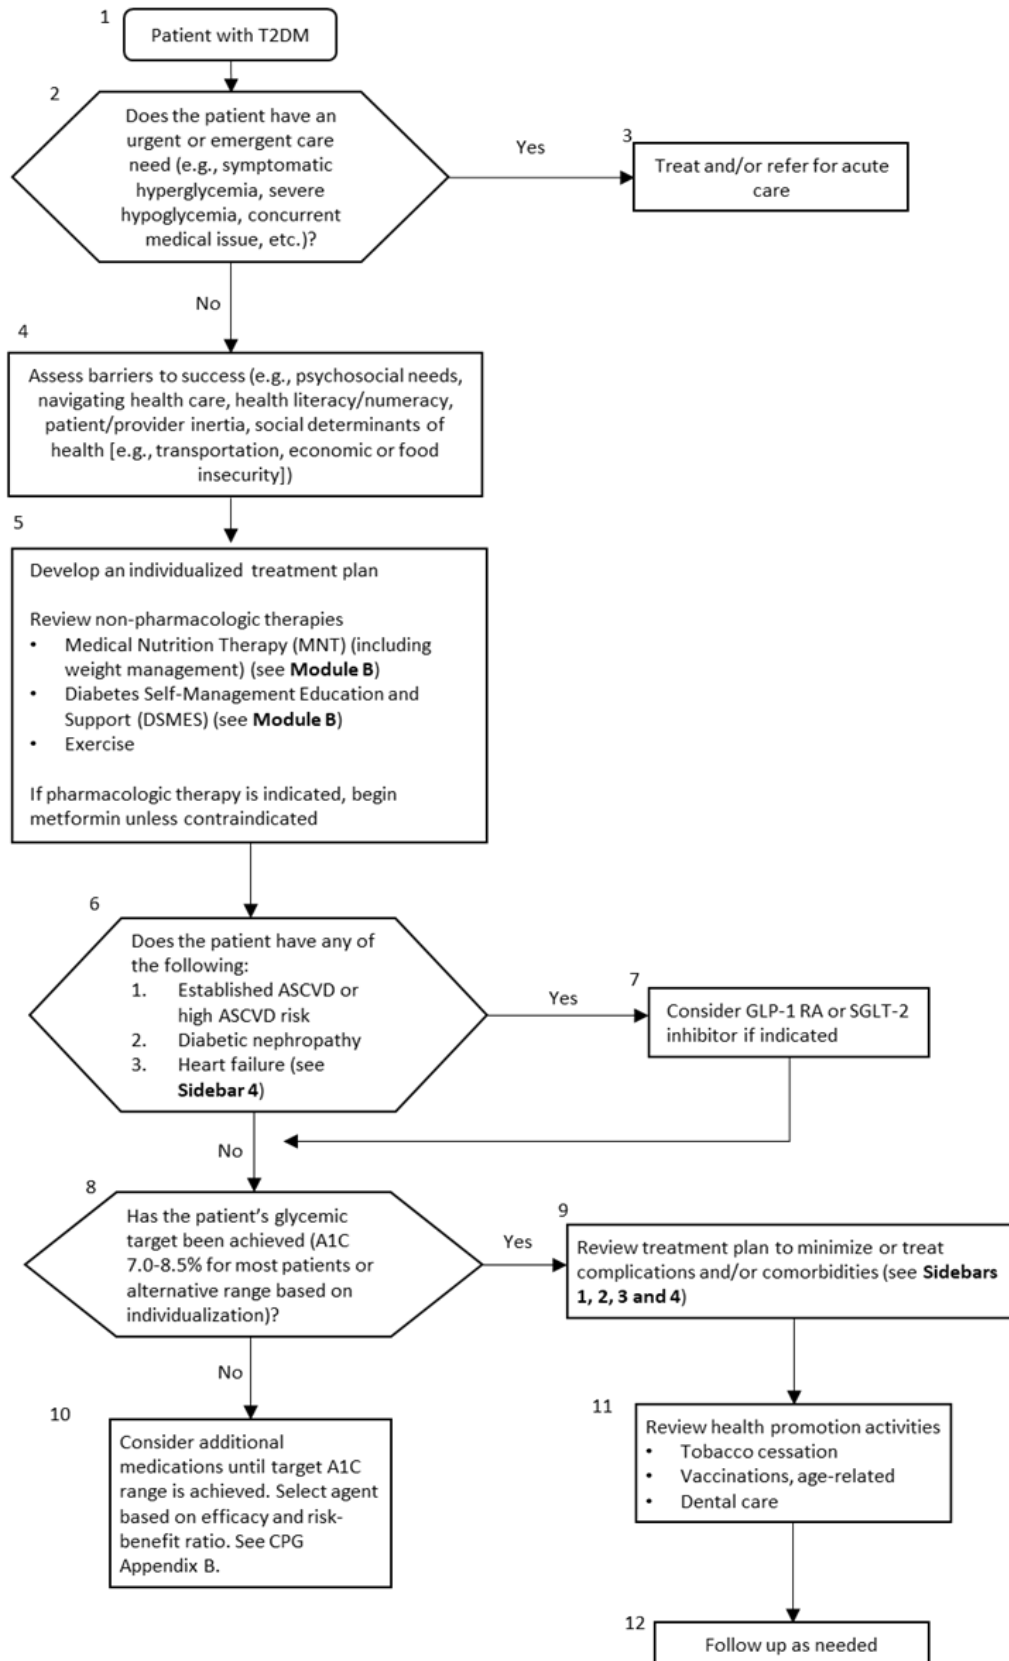 1
Patient with T2DM
2
Does the patient have an
urgent or emergent care
need (e.g., symptomatic
hyperglycemia, severe
hypoglycemia, concurrent
medical issue, etc.)?
Yes
3
Treat and/or refer for acute
care
No
4
Assess barriers to success (e.g., psychosocial needs,
navigating health care, health literacy/numeracy,
patient/provider inertia, social determinants of
health [e.g., transportation, economic or food
insecurity])
5
Develop an individualized treatment plan
Review non-pharmacologic therapies
• Medical Nutrition Therapy (MNT) (including
weight management) (see Module B)
• Diabetes Self-Management Education and
Support (DSMES) (see Module B)
• Exercise
If pharmacologic therapy is indicated, begin
metformin unless contraindicated
6
Does the patient have any of
the following:
1. Established ASCVD or
high ASCVD risk
2. Diabetic nephropathy
3. Heart failure (see
Sidebar 4)
Yes
7
Consider GLP-1 RA or SGLT-2
inhibitor if indicated
No
8
Has the patient's glycemic
target been achieved (A1C
7.0-8.5% for most patients or
alternative range based on
individualization)?
Yes
9
Review treatment plan to minimize or treat
complications and/or comorbidities (see Sidebars
1, 2, 3 and 4)
No
10
Consider additional
medications until target A1C
range is achieved. Select agent
based on efficacy and risk-
benefit ratio. See CPG
Appendix B.
11
Review health promotion activities
• Tobacco cessation
• Vaccinations, age-related
• Dental care
12
Follow up as needed